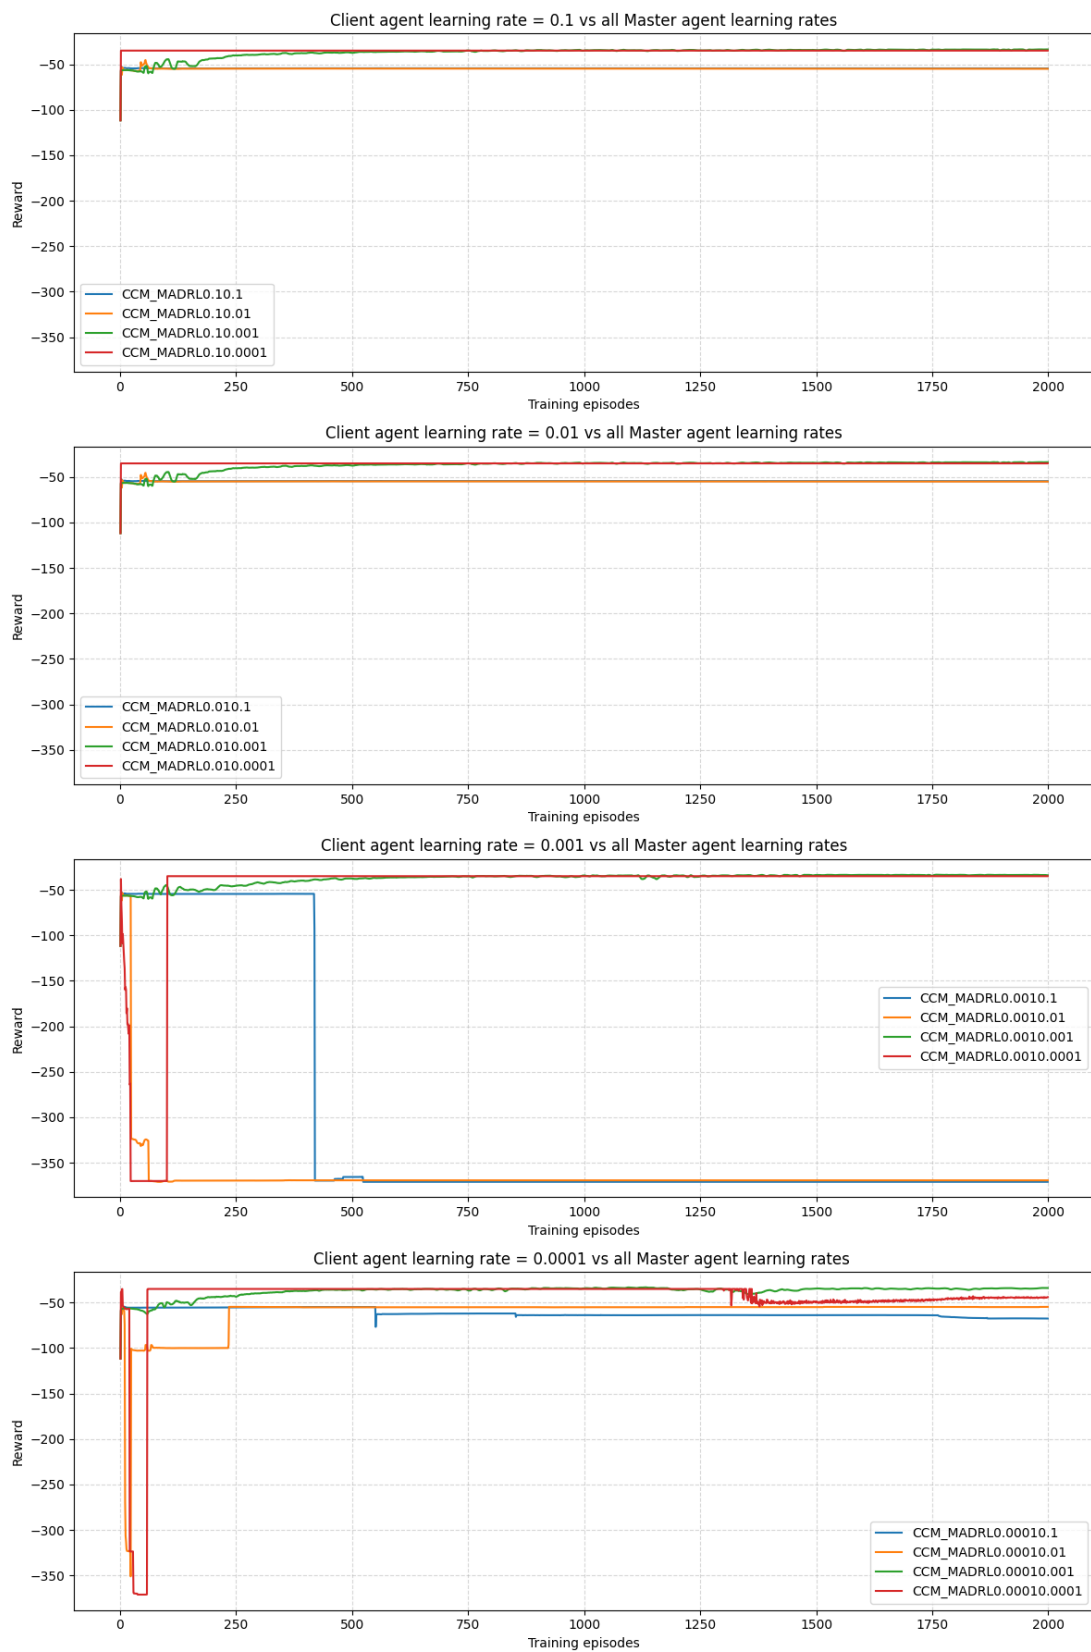 Client agent learning rate = 0.1 vs all Master agent learning rates
Reward
−50
−100
−150
−200
−250
−300
−350
CCM_MADRL0.10.1
CCM_MADRL0.10.01
CCM_MADRL0.10.001
CCM_MADRL0.10.0001
0 250 500 750 1000 1250 1500 1750 2000
Training episodes
Client agent learning rate = 0.01 vs all Master agent learning rates
Reward
−50
−100
−150
−200
−250
−300
−350
CCM_MADRL0.010.1
CCM_MADRL0.010.01
CCM_MADRL0.010.001
CCM_MADRL0.010.0001
0 250 500 750 1000 1250 1500 1750 2000
Training episodes
Client agent learning rate = 0.001 vs all Master agent learning rates
Reward
−50
−100
−150
−200
−250
−300
−350
CCM_MADRL0.0010.1
CCM_MADRL0.0010.01
CCM_MADRL0.0010.001
CCM_MADRL0.0010.0001
0 250 500 750 1000 1250 1500 1750 2000
Training episodes
Client agent learning rate = 0.0001 vs all Master agent learning rates
Reward
−50
−100
−150
−200
−250
−300
−350
CCM_MADRL0.00010.1
CCM_MADRL0.00010.01
CCM_MADRL0.00010.001
CCM_MADRL0.00010.0001
0 250 500 750 1000 1250 1500 1750 2000
Training episodes